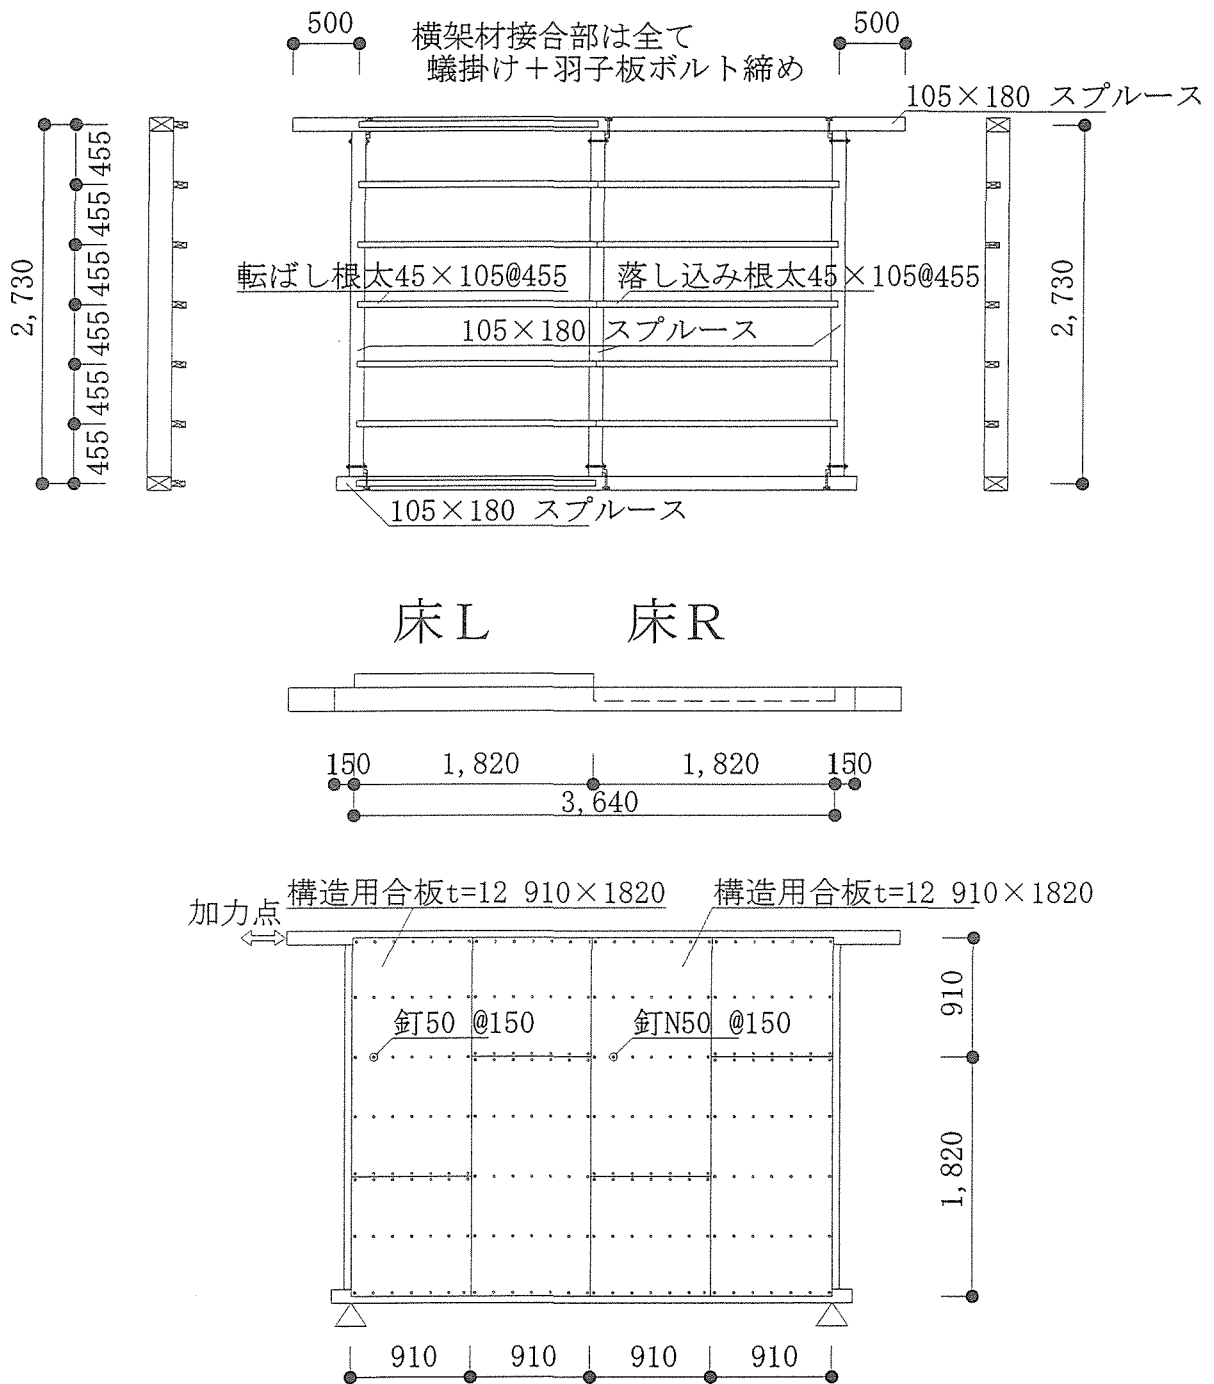 500
横架材接合部は全て
蟻掛け＋羽子板ボルト締め
500
105×180 スプルース
2,730
455
455
455
455
455
455
転ばし根太45×105@455
落し込み根太45×105@455
105×180 スプルース
2,730
105×180 スプルース
床L
床R
150
1,820
1,820
150
3,640
加力点
構造用合板t=12 910×1820
構造用合板t=12 910×1820
釘50 @150
釘N50 @150
910
1,820
910
910
910
910